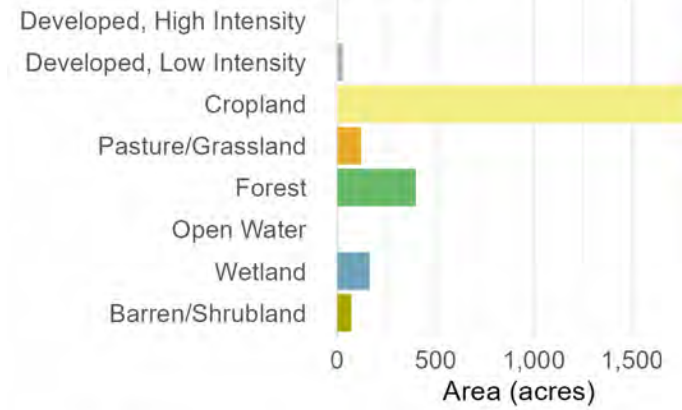 Developed, High Intensity
Developed, Low Intensity
Cropland
Pasture/Grassland
Forest
Open Water
Wetland
Barren/Shrubland
0 500 1,000 1,500
Area (acres)